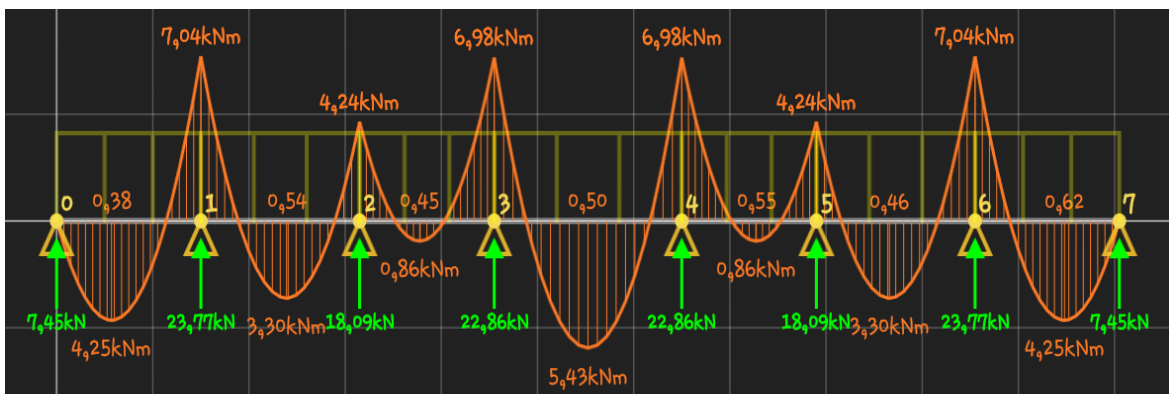 7,04kNm 6,98kNm 6,98kNm 7,04kNm
4,24kNm 4,24kNm
0,38 0,54 0,45 0,50 0,55 0,46 0,62
0 1 2 3 4 5 6 7
0,86kNm 0,86kNm
7,45kN 23,77kN 3,30kNm 18,09kN 22,86kN 22,86kN 18,09kN 3,30kNm 23,77kN 7,45kN
4,25kNm 4,25kNm
5,43kNm